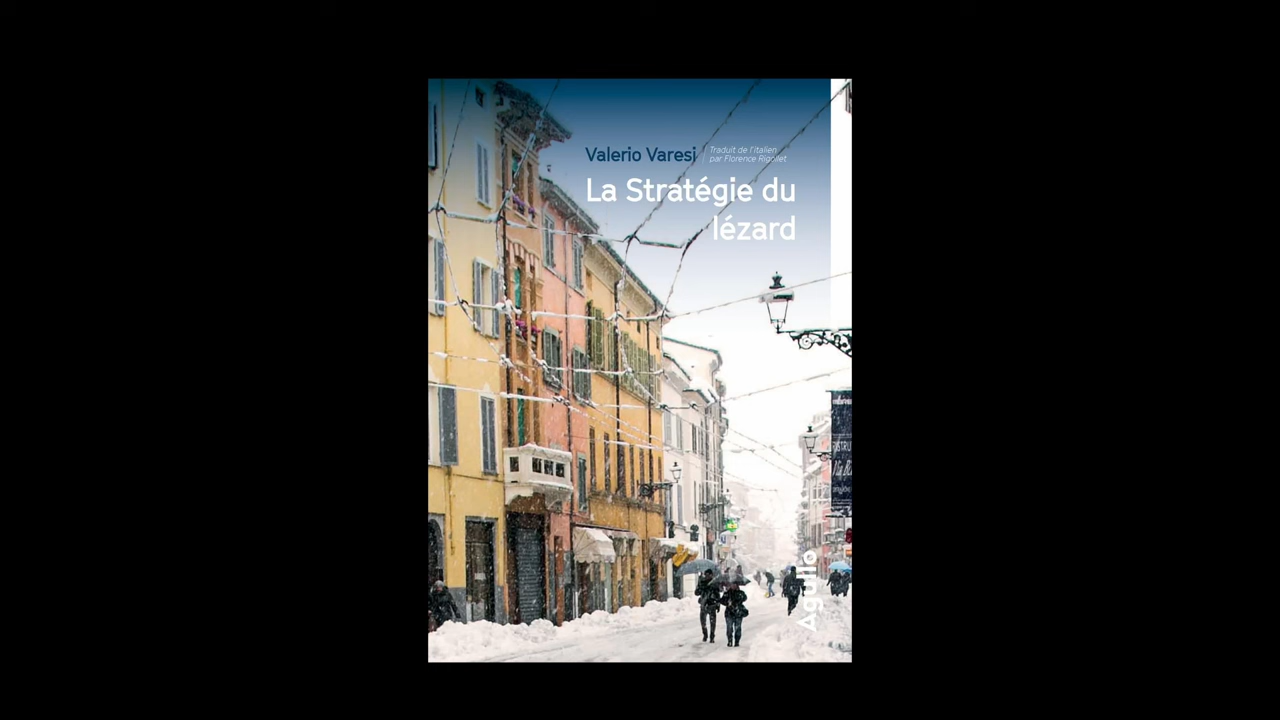 Valerio Varesi
Traduit de l'italien
par Florence Rigollet
La Stratégie du
lézard
Agullo